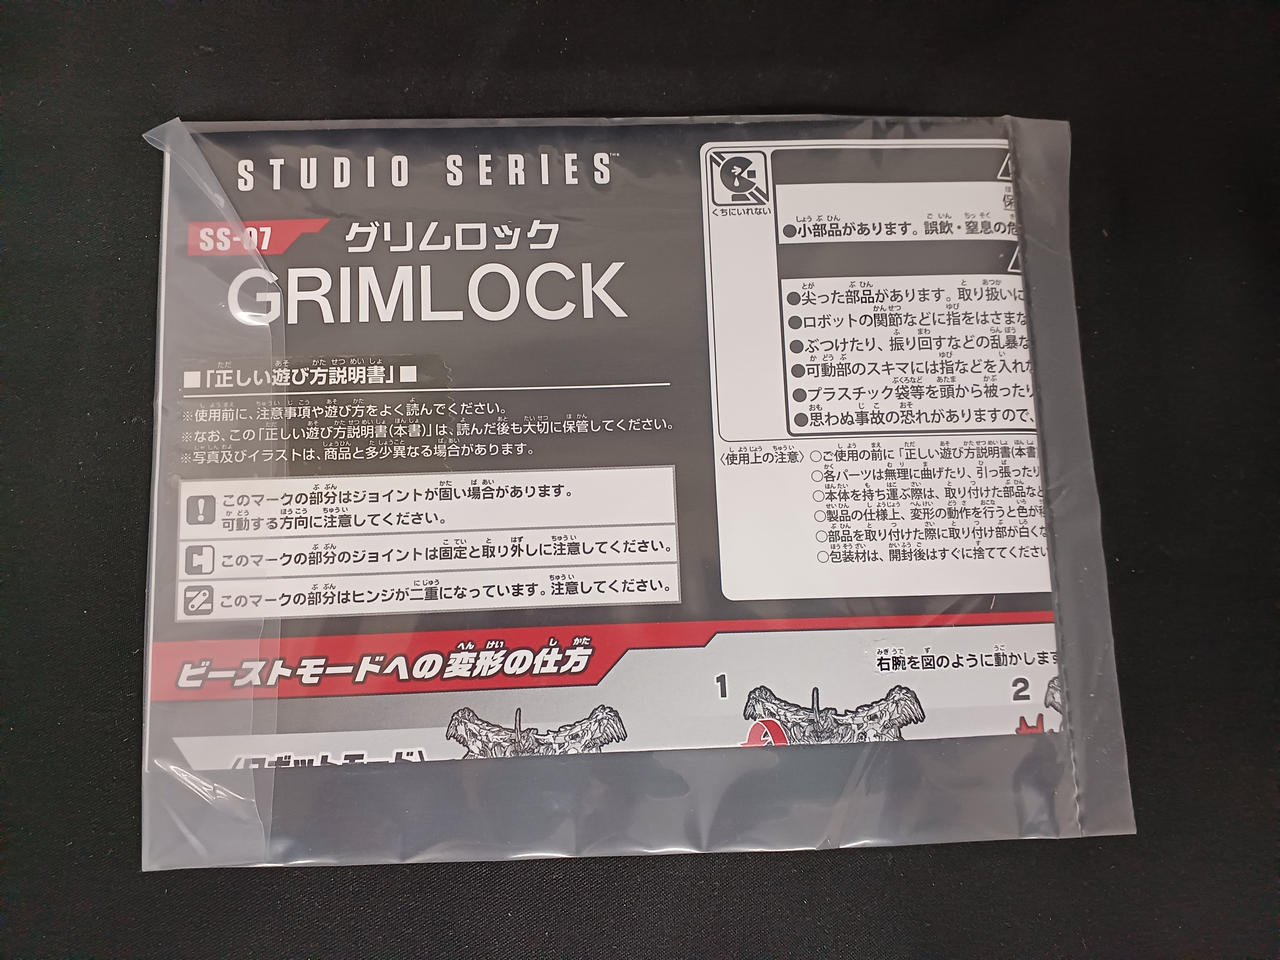 STUDIO SERIES™
SS-07
グリムロック
GRIMLOCK
■「正しい遊び方説明書」■
※使用前に、注意事項や遊び方をよく読んでください。
※なお、この「正しい遊び方説明書(本書)」は、読んだ後も大切に保管してください。
※写真及びイラストは、商品と多少異なる場合があります。
このマークの部分はジョイントが固い場合があります。
可動する方向に注意してください。
このマークの部分のジョイントは固定と取り外しに注意してください。
このマークの部分はヒンジが二重になっています。注意してください。
くちにいれない
保
●小部品があります。誤飲・窒息の危
●尖った部品があります。取り扱いに
●ロボットの関節などに指をはさまな
●ぶつけたり、振り回すなどの乱暴な
●可動部のスキマには指などを入れ
●プラスチック袋等を頭から被ったり
●思わぬ事故の恐れがありますので、
〈使用上の注意〉
○ご使用の前に「正しい遊び方説明書(本書
○各パーツは無理に曲げたり、引っ張ったり
○本体を持ち運ぶ際は、取り付けた部品など
○製品の仕様上、変形の動作を行うと色が
○部品を取り付けた際に取り付け部が白く
○包装材は、開封後はすぐに捨ててください
ビーストモードへの変形の仕方
〈ロボットモード〉
1
A
右腕を図のように動かします
2